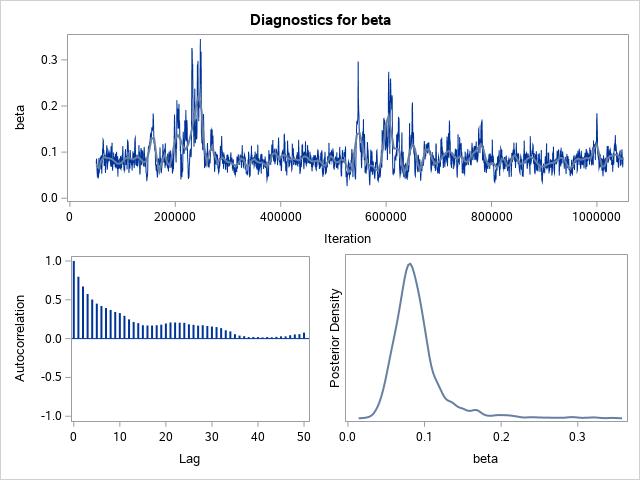 Diagnostics for beta
beta
0.3
0.2
0.1
0.0
0 200000 400000 600000 800000 1000000
Iteration
Autocorrelation
1.0
0.5
0.0
-0.5
-1.0
0 10 20 30 40 50
Lag
Posterior Density
0.0 0.1 0.2 0.3
beta